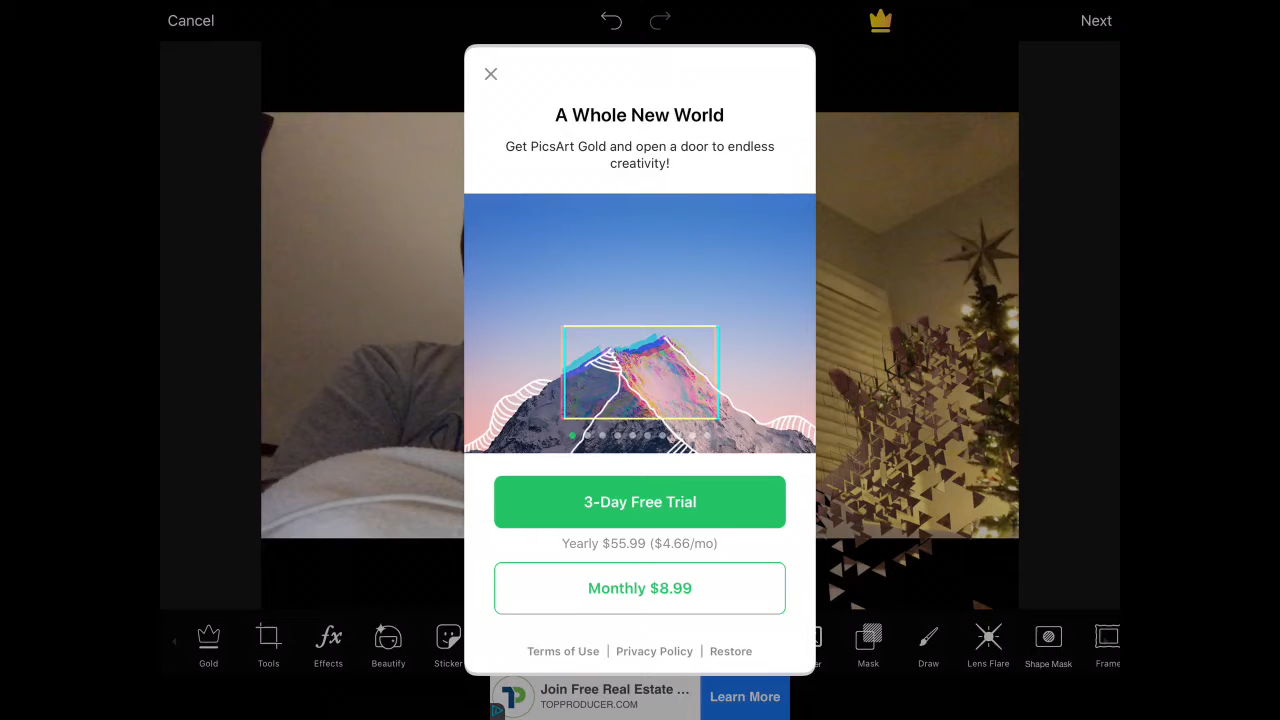 Cancel
Next
A Whole New World
Get PicsArt Gold and open a door to endless
creativity!
3-Day Free Trial
Yearly $55.99 ($4.66/mo)
Monthly $8.99
Terms of Use | Privacy Policy | Restore
Gold
Tools
fx
Effects
Beautify
Sticker
er
Mask
Draw
Lens Flare
Shape Mask
Frame
Join Free Real Estate ...
TOPPRODUCER.COM
Learn More